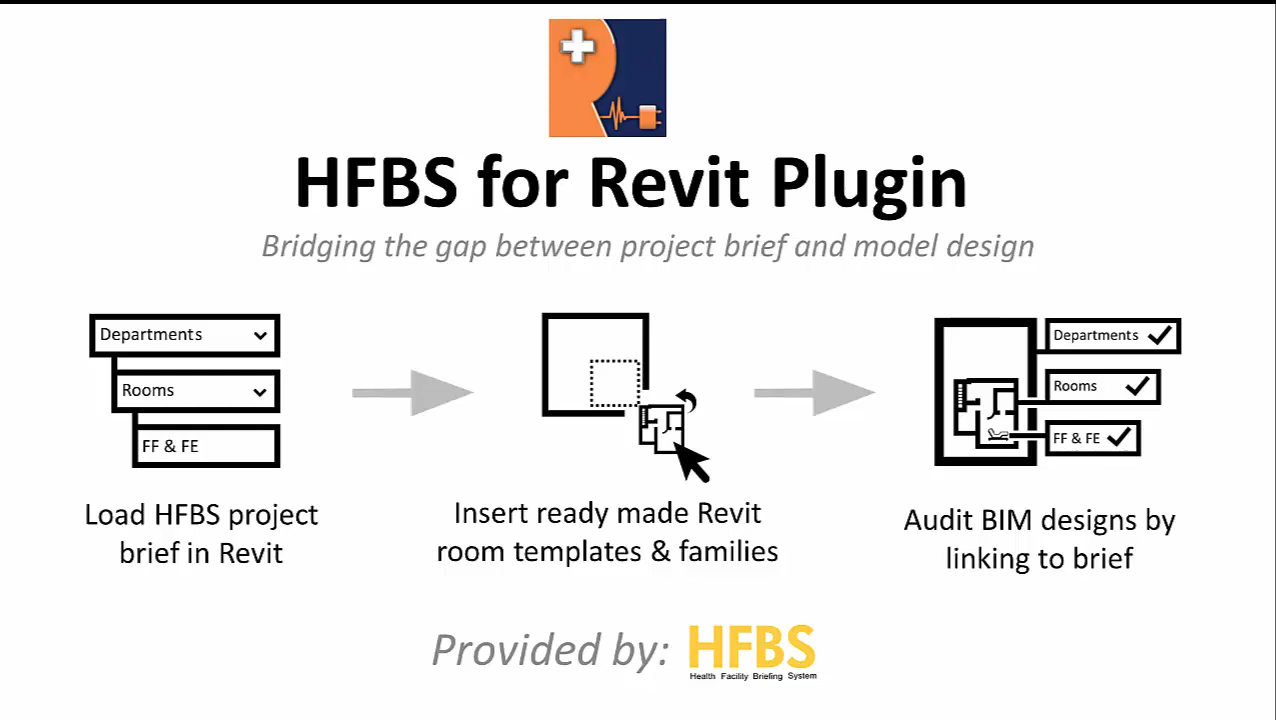 HFBS for Revit Plugin
Bridging the gap between project brief and model design
Departments
Rooms
FF & FE
Load HFBS project
brief in Revit
Insert ready made Revit
room templates & families
Departments
Rooms
FF & FE
Audit BIM designs by
linking to brief
Provided by: HFBS
Health Facility Briefing System